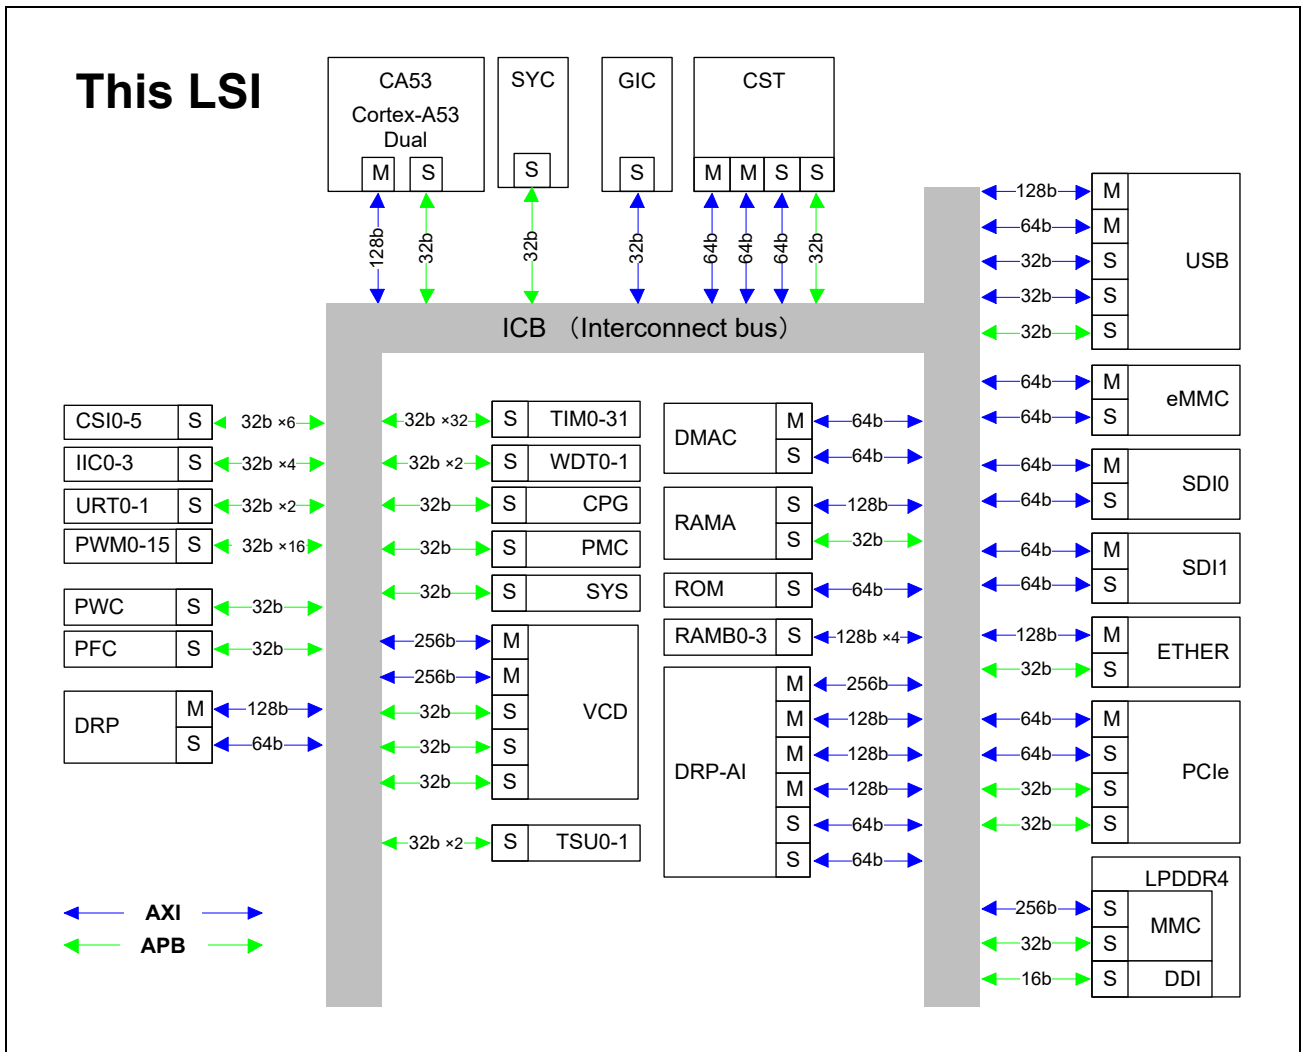 This LSI
CA53
Cortex-A53
Dual
M S
SYC
S
GIC
S
CST
M M S S
128b 32b 32b 32b 64b 64b 64b 32b
ICB （Interconnect bus）
CSI0-5 S 32b ×6
IIC0-3 S 32b ×4
URT0-1 S 32b ×2
PWM0-15 S 32b ×16
PWC S 32b
PFC S 32b
DRP
M 128b
S 64b
32b ×32 S TIM0-31
32b ×2 S WDT0-1
32b S CPG
32b S PMC
32b S SYS
256b M
256b M
32b S VCD
32b S
32b S
32b ×2 S TSU0-1
DMAC
M 64b
S 64b
RAMA
S 128b
S 32b
ROM S 64b
RAMB0-3 S 128b ×4
DRP-AI
M 256b
M 128b
M 128b
M 128b
S 64b
S 64b
128b M
64b M
32b S USB
32b S
32b S
64b M eMMC
64b S
64b M SDI0
64b S
64b M SDI1
64b S
128b M ETHER
32b S
64b M
64b S PCIe
32b S
32b S
LPDDR4
256b S MMC
32b S
16b S DDI
AXI
APB